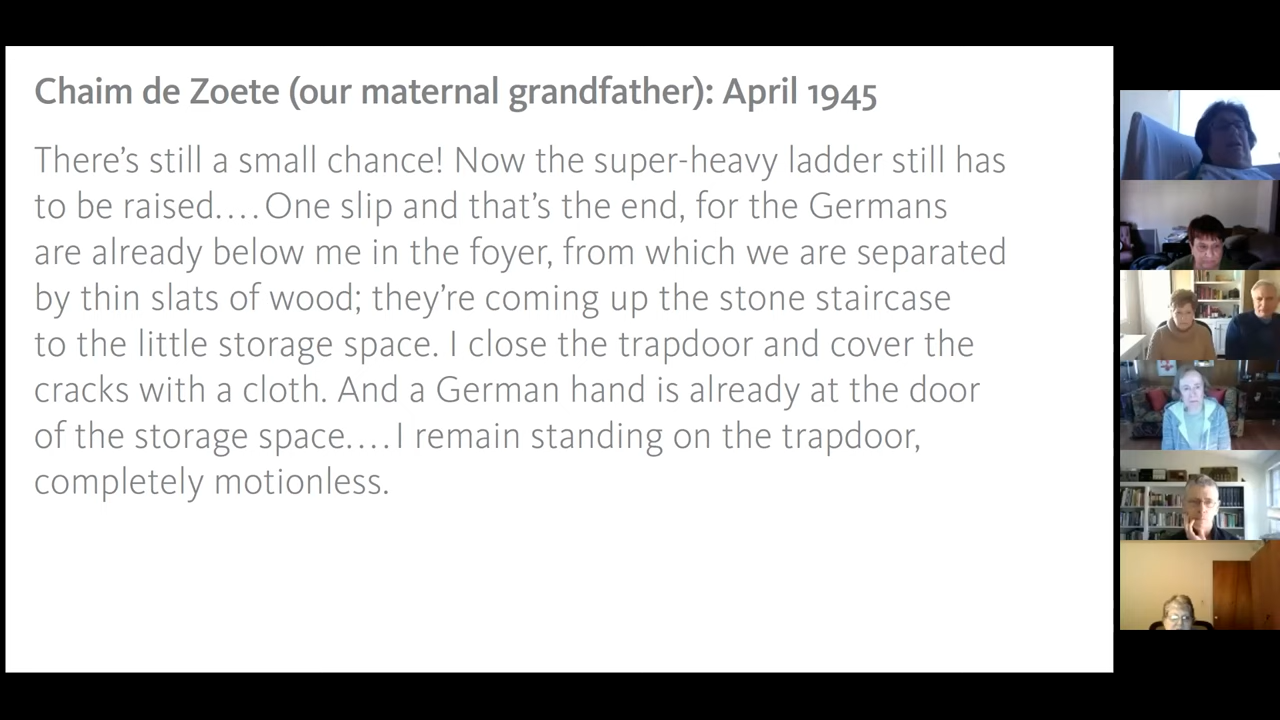 Chaim de Zoete (our maternal grandfather): April 1945
There's still a small chance! Now the super-heavy ladder still has
to be raised....One slip and that's the end, for the Germans
are already below me in the foyer, from which we are separated
by thin slats of wood; they're coming up the stone staircase
to the little storage space. I close the trapdoor and cover the
cracks with a cloth. And a German hand is already at the door
of the storage space....I remain standing on the trapdoor,
completely motionless.